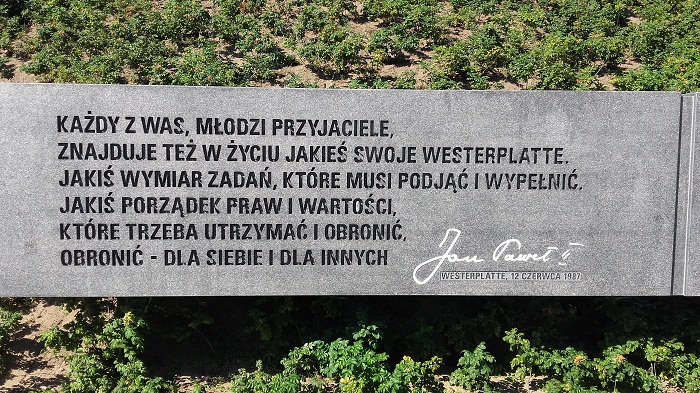 KAŻDY Z WAS, MŁODZI PRZYJACIELE,
ZNAJDUJE TEŻ W ŻYCIU JAKIEŚ SWOJE WESTERPLATTE.
JAKIŚ WYMIAR ZADAŃ, KTÓRE MUSI PODJĄĆ I WYPEŁNIĆ.
JAKIŚ PORZĄDEK PRAW I WARTOŚCI,
KTÓRE TRZEBA UTRZYMAĆ I OBRONIĆ,
OBRONIĆ - DLA SIEBIE I DLA INNYCH
Jan Paweł II
WESTERPLATTE, 12 CZERWCA 1987